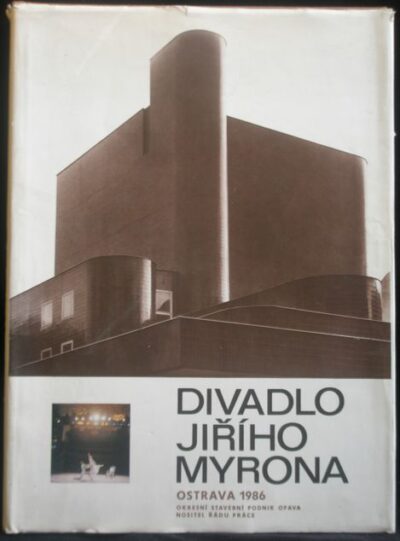 DIVADLO
JIŘÍHO
MYRONA
OSTRAVA 1986
OKRESNÍ STAVEBNÍ PODNIK OPAVA
NOSITEL ŘÁDU PRÁCE